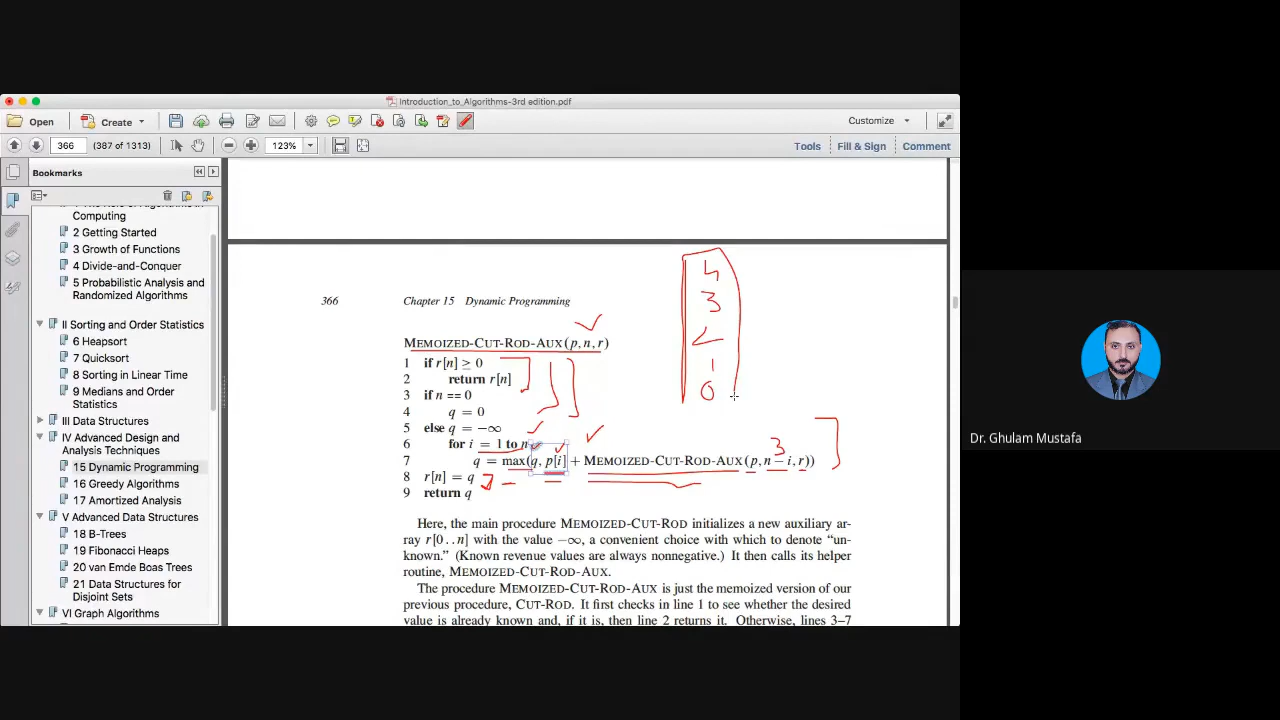 Introduction_to_Algorithms-3rd edition.pdf
Open Create Customize
366 (387 of 1313) 123% Tools Fill & Sign Comment
Bookmarks
Computing
2 Getting Started
3 Growth of Functions
4 Divide-and-Conquer
5 Probabilistic Analysis and
Randomized Algorithms
II Sorting and Order Statistics
6 Heapsort
7 Quicksort
8 Sorting in Linear Time
9 Medians and Order
Statistics
III Data Structures
IV Advanced Design and
Analysis Techniques
15 Dynamic Programming
16 Greedy Algorithms
17 Amortized Analysis
V Advanced Data Structures
18 B-Trees
19 Fibonacci Heaps
20 van Emde Boas Trees
21 Data Structures for
Disjoint Sets
VI Graph Algorithms
366 Chapter 15 Dynamic Programming
4
3
2
1
0
MEMOIZED-CUT-ROD-AUX(p, n, r)
1 if r[n] ≥ 0
2 return r[n]
3 if n == 0
4 q = 0
5 else q = −∞
6 for i = 1 to n
3
7 q = max(q, p[i] + MEMOIZED-CUT-ROD-AUX(p, n − i, r))
8 r[n] = q
9 return q
Here, the main procedure MEMOIZED-CUT-ROD initializes a new auxiliary ar-
ray r[0 . . n] with the value −∞, a convenient choice with which to denote “un-
known.” (Known revenue values are always nonnegative.) It then calls its helper
routine, MEMOIZED-CUT-ROD-AUX.
The procedure MEMOIZED-CUT-ROD-AUX is just the memoized version of our
previous procedure, CUT-ROD. It first checks in line 1 to see whether the desired
value is already known and, if it is, then line 2 returns it. Otherwise, lines 3–7
Dr. Ghulam Mustafa